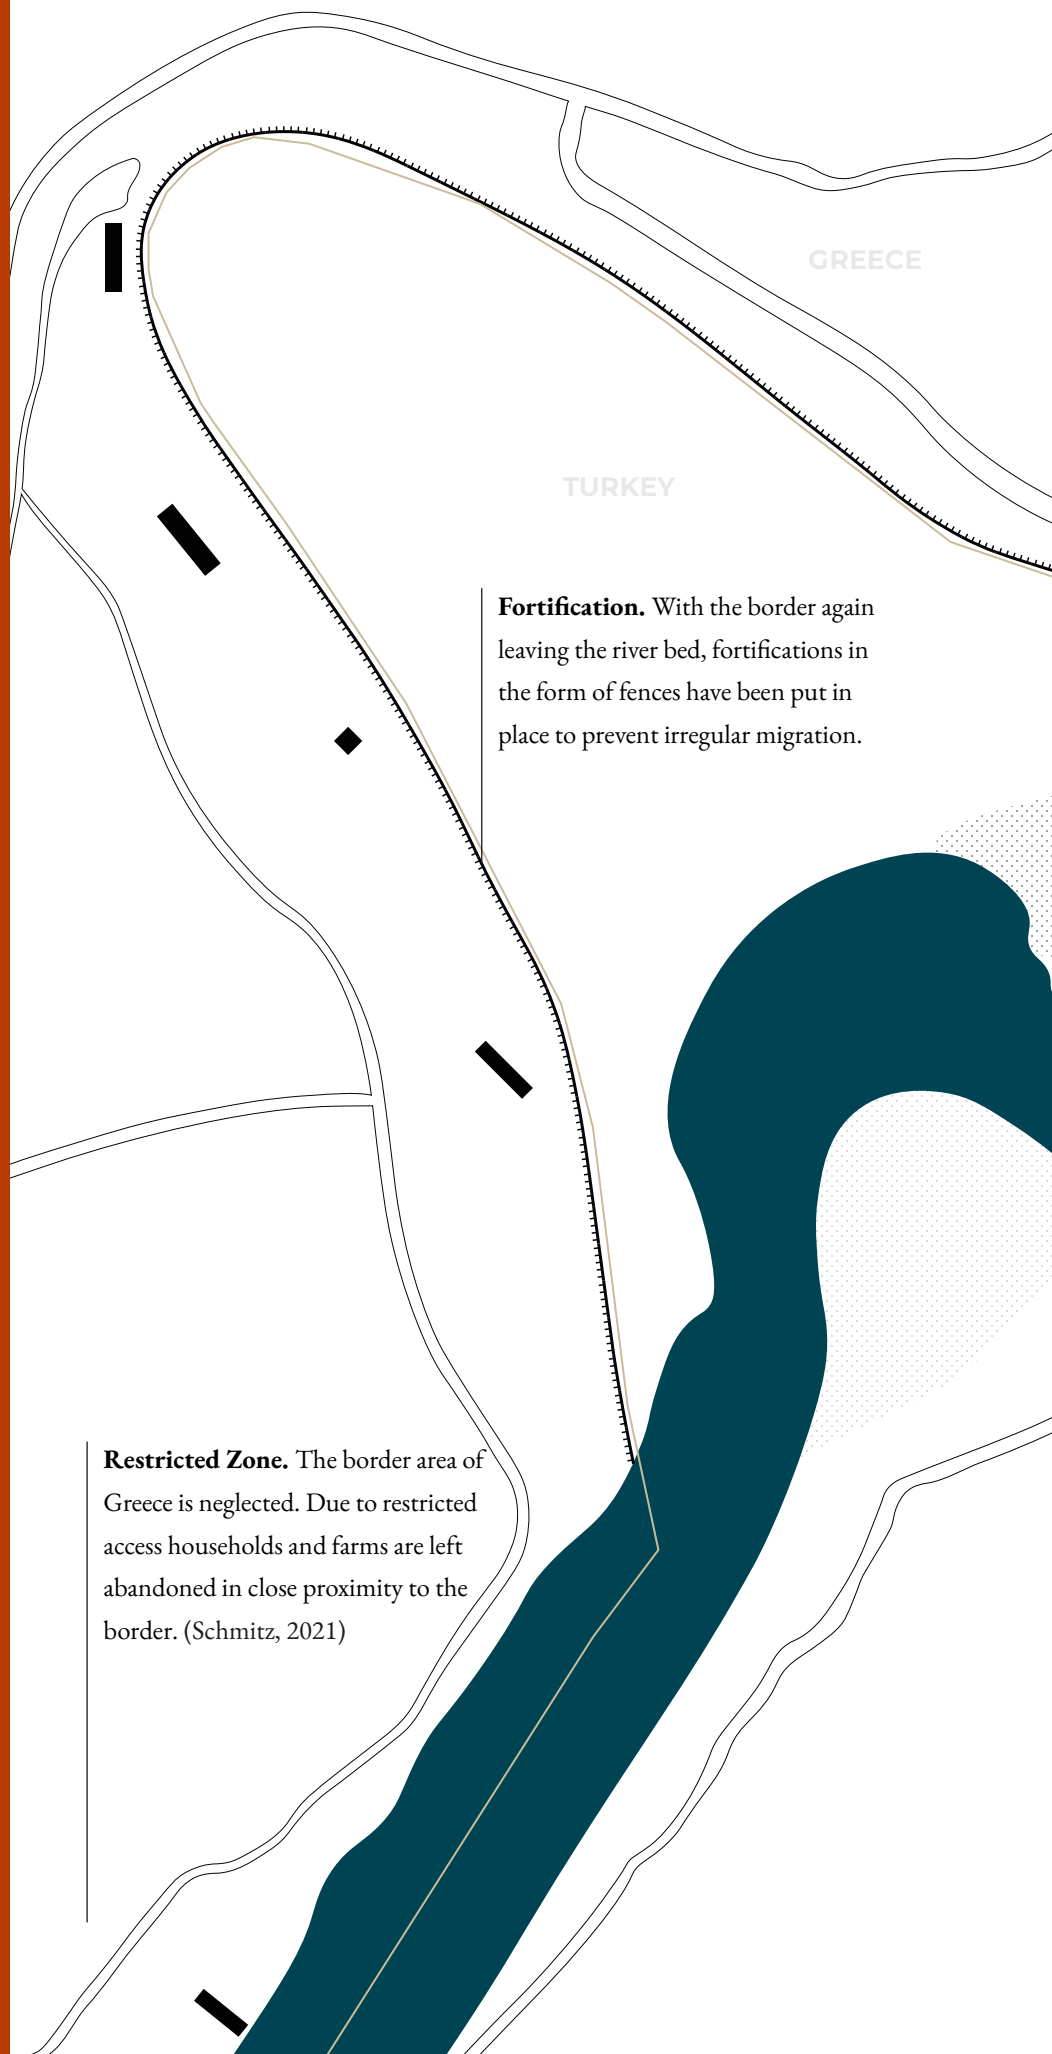 GREECE
TURKEY
Fortification. With the border again
leaving the river bed, fortifications in
the form of fences have been put in
place to prevent irregular migration.
Restricted Zone. The border area of
Greece is neglected. Due to restricted
access households and farms are left
abandoned in close proximity to the
border. (Schmitz, 2021)